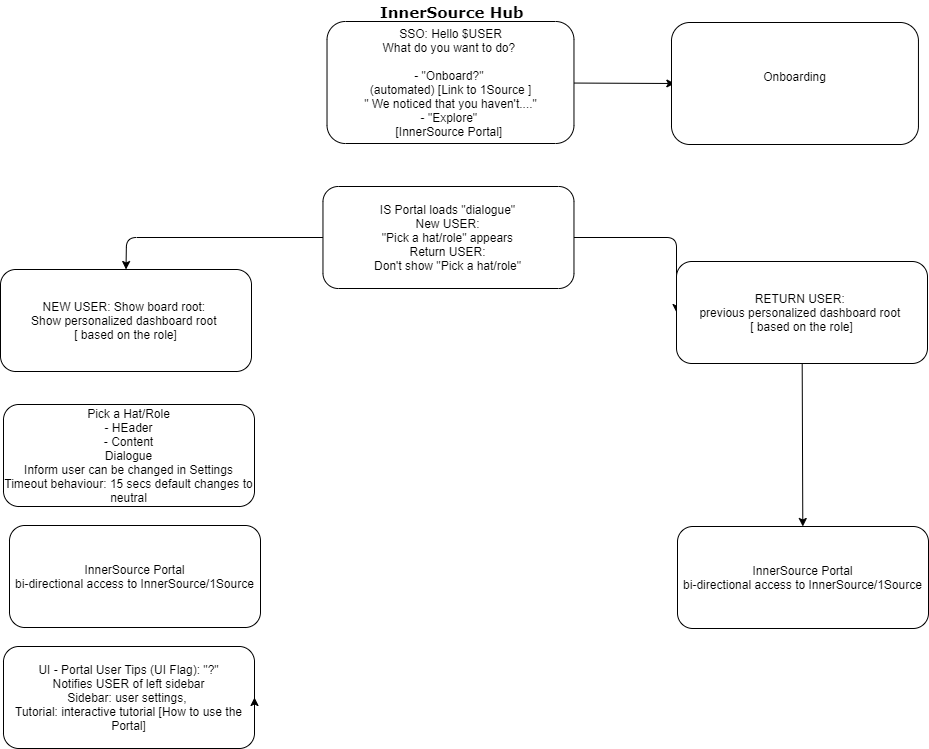 InnerSource Hub
SSO: Hello $USER
What do you want to do?
- "Onboard?"
(automated) [Link to 1Source ]
" We noticed that you haven't...."
- "Explore"
[InnerSource Portal]
Onboarding
IS Portal loads "dialogue"
New USER:
"Pick a hat/role" appears
Return USER:
Don't show "Pick a hat/role"
NEW USER: Show board root:
Show personalized dashboard root
[ based on the role]
RETURN USER:
previous personalized dashboard root
[ based on the role]
Pick a Hat/Role
- HEader
- Content
Dialogue
Inform user can be changed in Settings
Timeout behaviour: 15 secs default changes to
neutral
InnerSource Portal
bi-directional access to InnerSource/1Source
InnerSource Portal
bi-directional access to InnerSource/1Source
UI - Portal User Tips (UI Flag): "?"
Notifies USER of left sidebar
Sidebar: user settings,
Tutorial: interactive tutorial [How to use the
Portal]